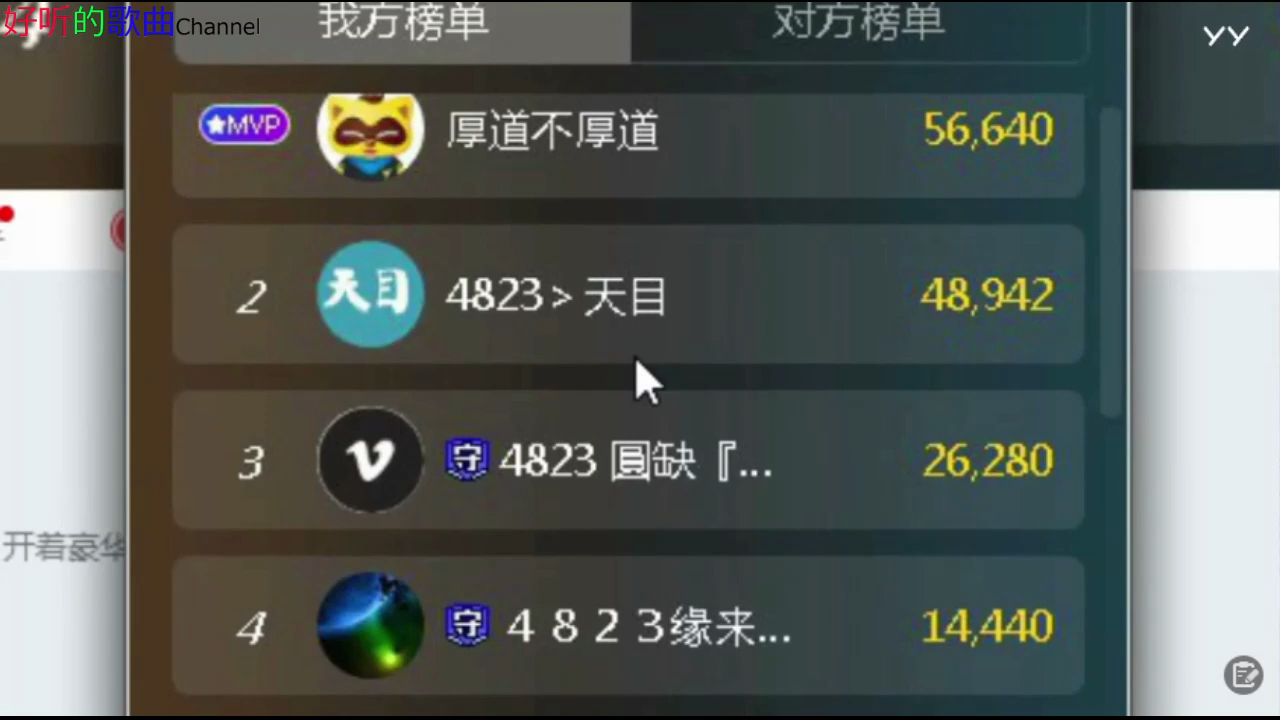 好听的歌曲Channel
我方榜单 对方榜单
YY
MVP 厚道不厚道 56,640
2 天目 4823> 天目 48,942
3 守 4823 圓缺『... 26,280
开着豪华
4 守 4 8 2 3缘来... 14,440